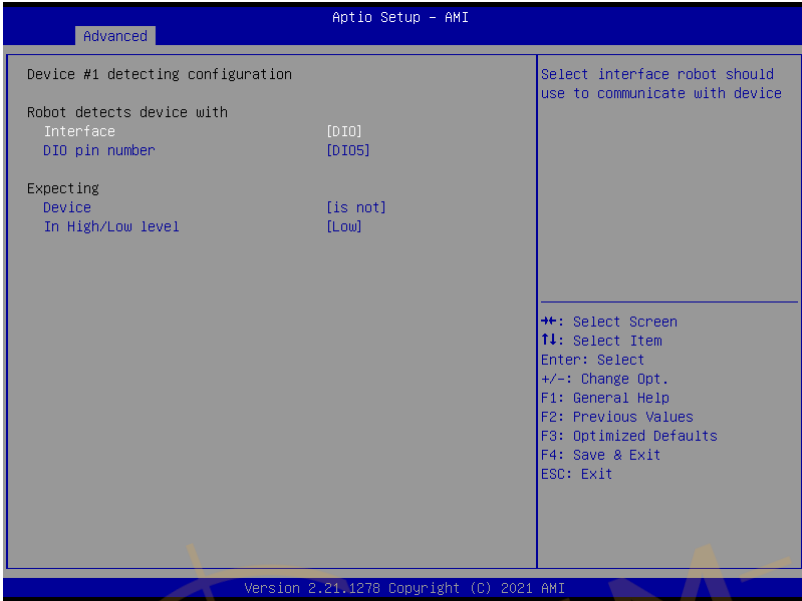 Aptio Setup – AMI
Advanced
Device #1 detecting configuration
Robot detects device with
Interface [DIO]
DIO pin number [DIO5]
Expecting
Device [is not]
In High/Low level [Low]
Select interface robot should
use to communicate with device
→←: Select Screen
↑↓: Select Item
Enter: Select
+/-: Change Opt.
F1: General Help
F2: Previous Values
F3: Optimized Defaults
F4: Save & Exit
ESC: Exit
Version 2.21.1278 Copyright (C) 2021 AMI